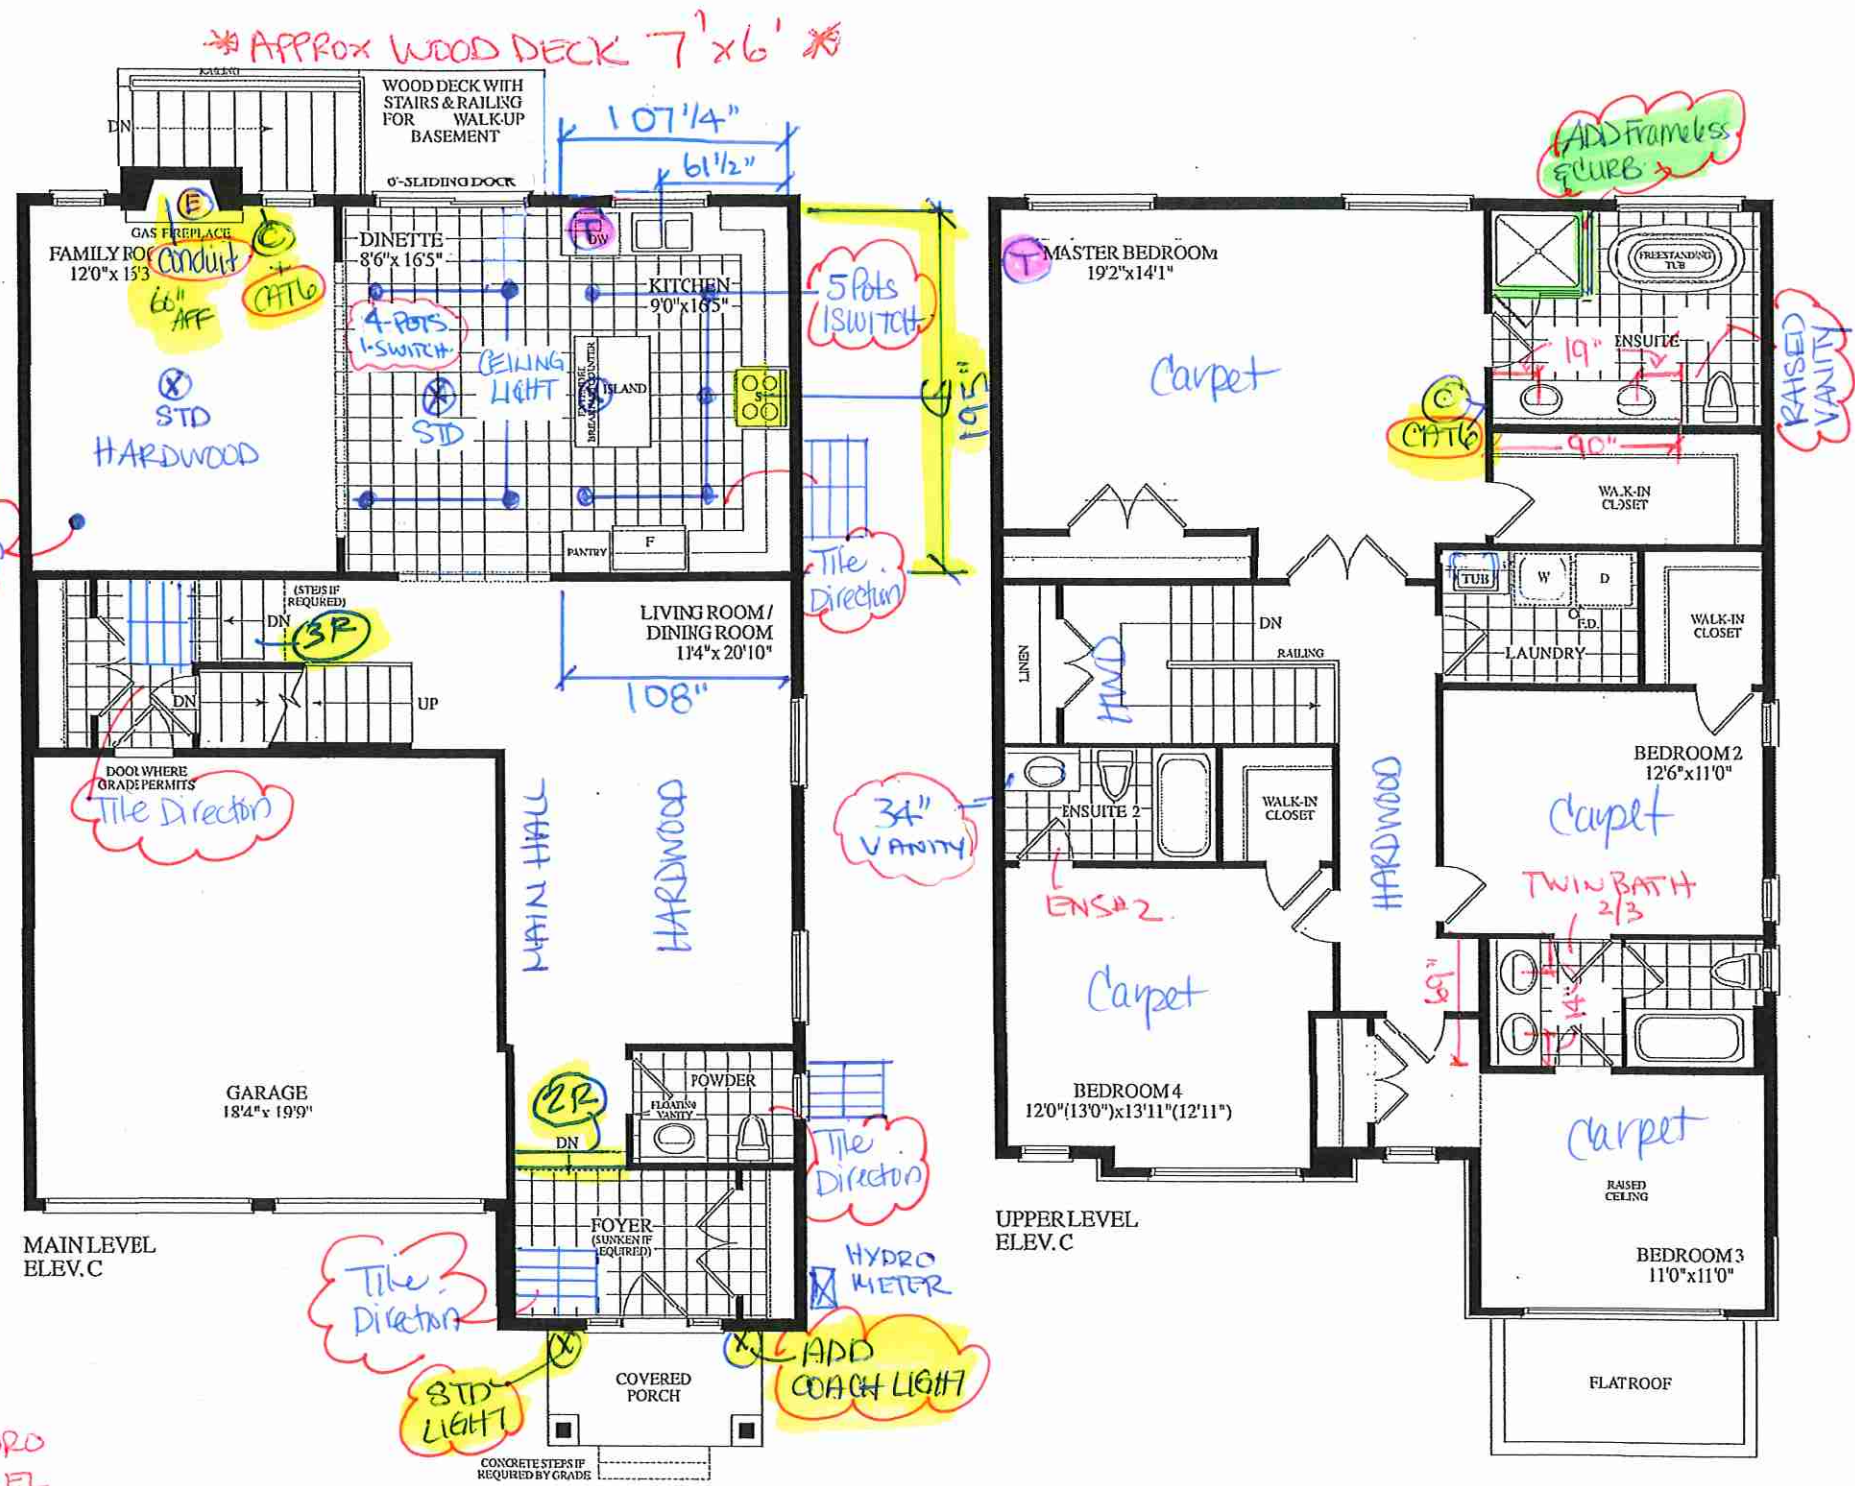 * APPROX WOOD DECK 7'x6' *
RAILING
DN
WOOD DECK WITH
STAIRS & RAILING
FOR WALK-UP
BASEMENT
6'-SLIDING DOCK
107 1/4"
61 1/2"
E
GAS FIREPLACE
FAMILY RO
12'0"x 15'3
Conduit
66"
AFF
C
+
CAT6
X
STD
HARDWOOD
DINETTE
8'6"x 16'5"
4-POTS
1-SWITCH
CEILING
LIGHT
X
STD
T
DW
KITCHEN
9'0"x16'5"
EXTENDED
BREAKFAST COUNTER
ISLAND
S
5 Pots
1 SWITCH
195"
PANTRY
F
Tile
Direction
(STEPS IF
REQUIRED)
DN
3R
DN
UP
LIVING ROOM /
DINING ROOM
11'4"x 20'10"
108"
DOOR WHERE
GRADE PERMITS
Tile Direction
MAIN HALL
HARDWOOD
GARAGE
18'4"x 19'9"
2R
DN
POWDER
FLOATING
VANITY
Tile
Direction
FOYER
(SUNKEN IF
REQUIRED)
MAIN LEVEL
ELEV. C
Tile
Direction
HYDRO
METER
X
STD
LIGHT
X
ADD
COACH LIGHT
COVERED
PORCH
CONCRETE STEPS IF
REQUIRED BY GRADE
ADD Frameless
& CURB
T
MASTER BEDROOM
19'2"x14'1"
Carpet
FREESTANDING
TUB
ENSUITE
19"
RAISED
VANITY
C
CAT6
90"
WALK-IN
CLOSET
TUB
W
D
F.D.
LAUNDRY
WALK-IN
CLOSET
LINEN
HWD
DN
RAILING
34"
VANITY
ENSUITE 2
WALK-IN
CLOSET
ENS#2
HARDWOOD
BEDROOM 2
12'6"x11'0"
Carpet
TWIN BATH
2/3
14"
Carpet
BEDROOM 4
12'0"(13'0")x13'11"(12'11")
Carpet
RAISED
CEILING
BEDROOM 3
11'0"x11'0"
UPPER LEVEL
ELEV. C
FLAT ROOF